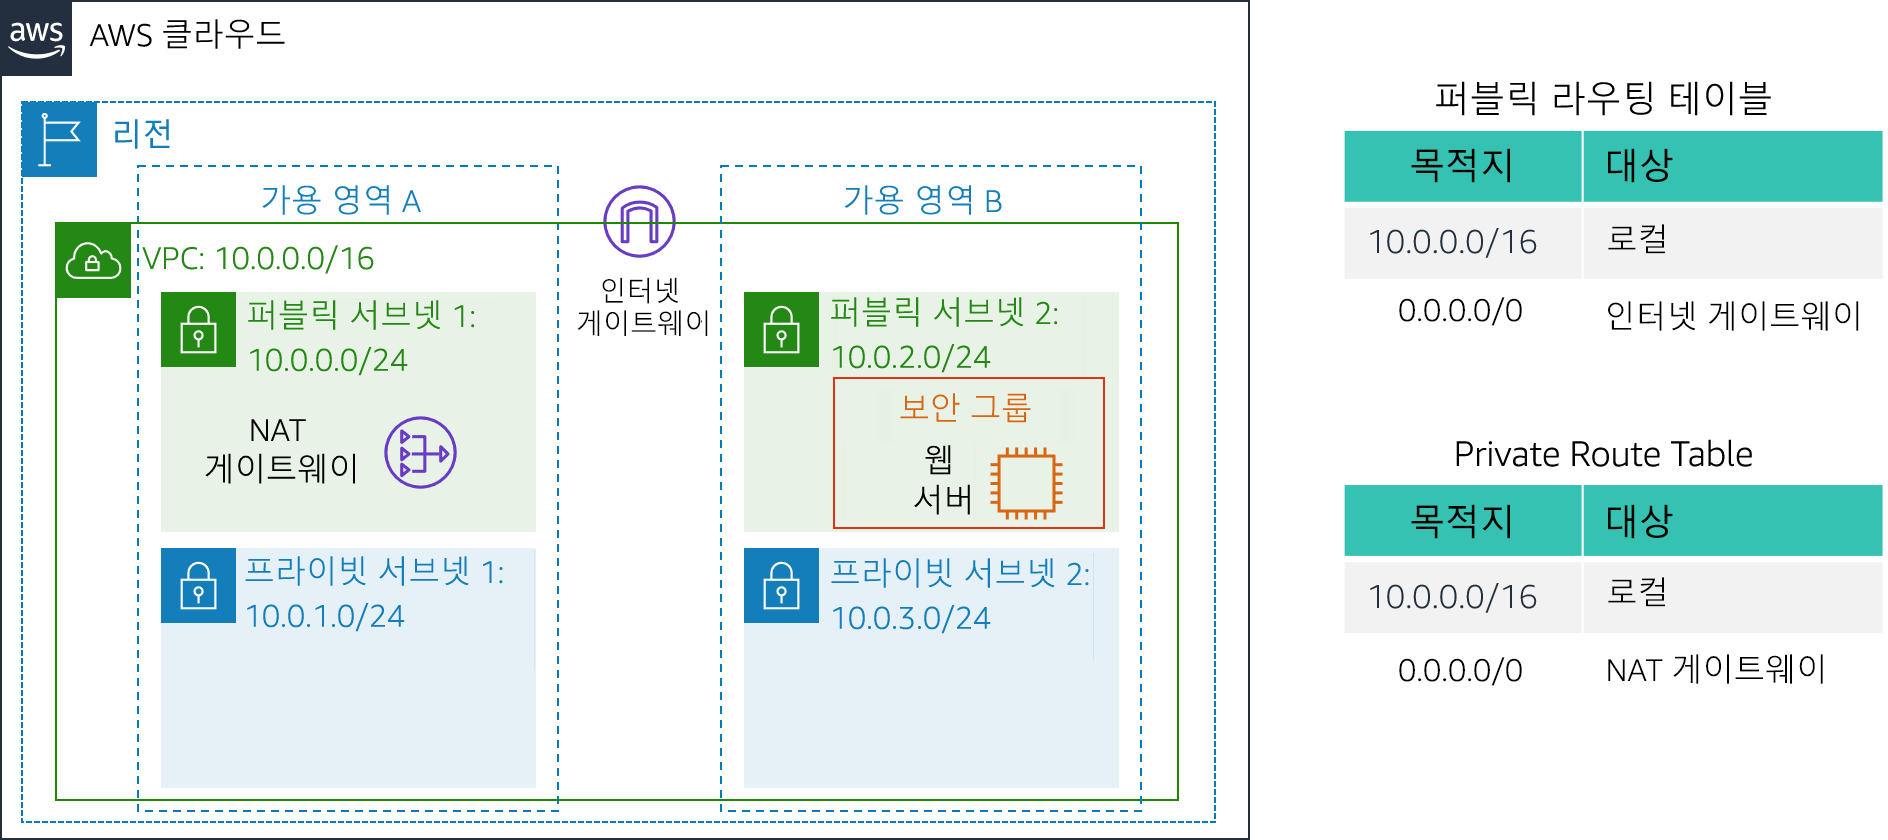 aws
AWS 클라우드
리전
가용 영역 A
가용 영역 B
VPC: 10.0.0.0/16
인터넷
게이트웨이
퍼블릭 서브넷 1:
10.0.0.0/24
NAT
게이트웨이
퍼블릭 서브넷 2:
10.0.2.0/24
보안 그룹
웹
서버
프라이빗 서브넷 1:
10.0.1.0/24
프라이빗 서브넷 2:
10.0.3.0/24
퍼블릭 라우팅 테이블
목적지 대상
10.0.0.0/16 로컬
0.0.0.0/0 인터넷 게이트웨이
Private Route Table
목적지 대상
10.0.0.0/16 로컬
0.0.0.0/0 NAT 게이트웨이